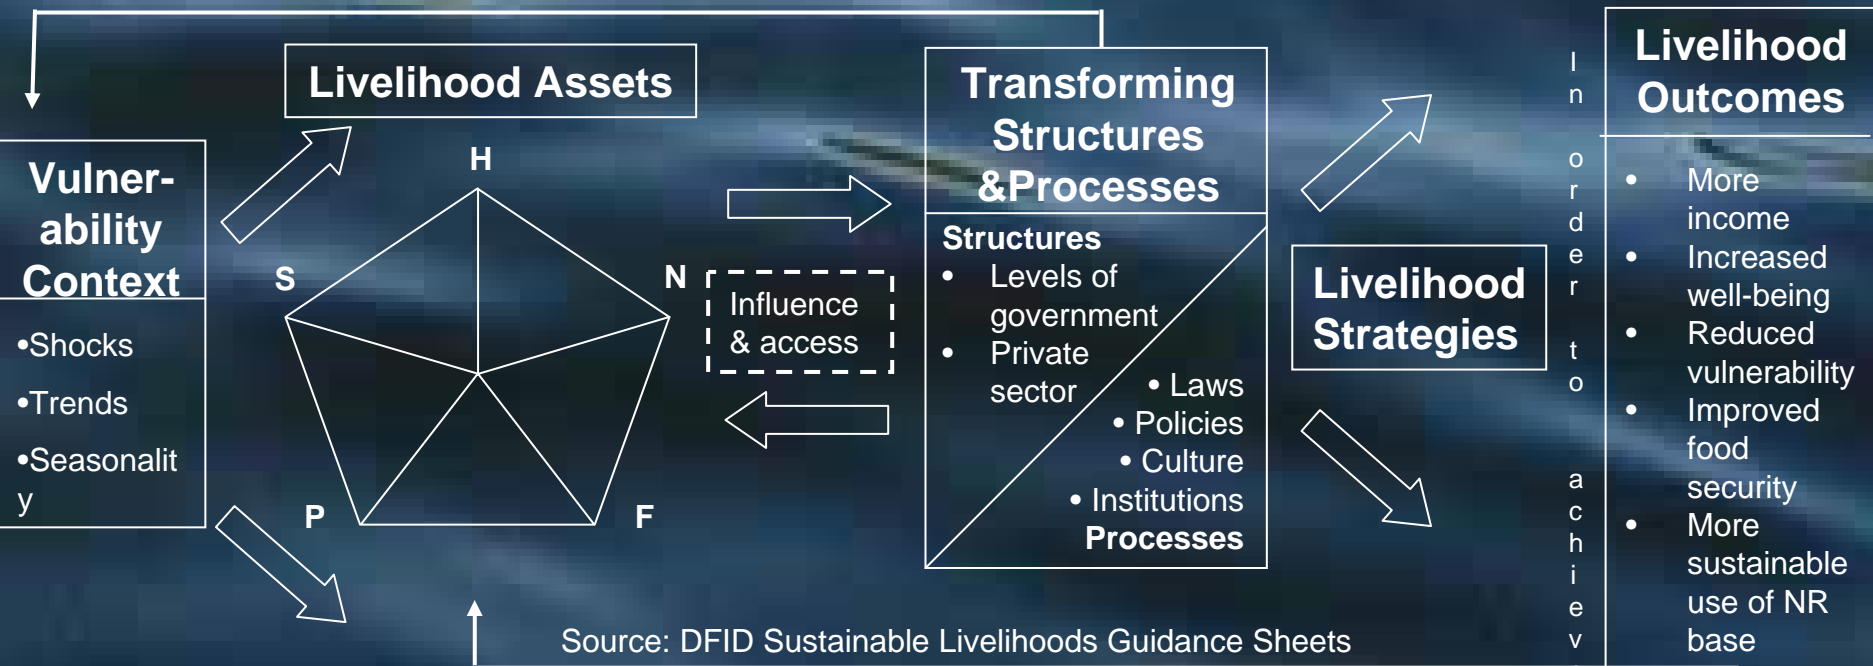 Livelihood Assets
Vulner-
ability
Context
•Shocks
•Trends
•Seasonalit
y
H
S
N
P
F
Influence
& access
Transforming
Structures
&Processes
Structures
• Levels of
government
• Private
sector
• Laws
• Policies
• Culture
• Institutions
Processes
Livelihood
Strategies
I
n
o
r
d
e
r
t
o
a
c
h
i
e
v
Livelihood
Outcomes
• More
income
• Increased
well-being
• Reduced
vulnerability
• Improved
food
security
• More
sustainable
use of NR
base
Source: DFID Sustainable Livelihoods Guidance Sheets